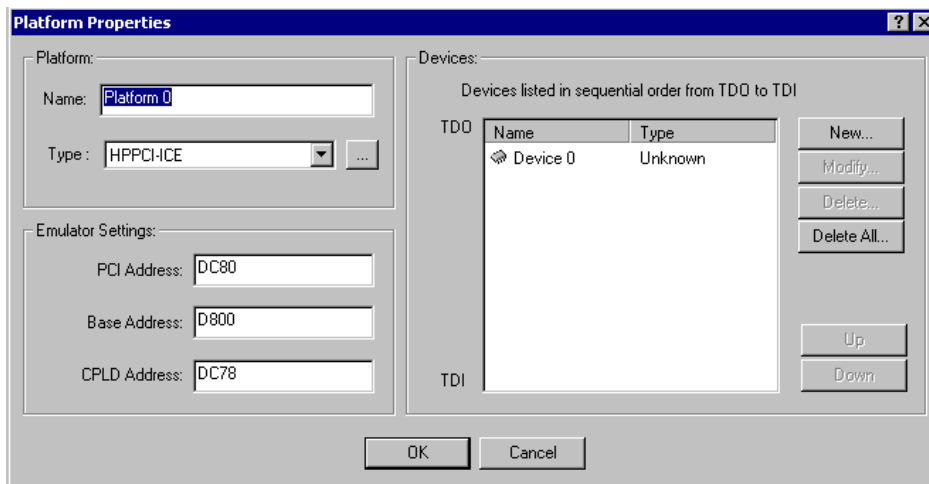 Platform Properties
Platform:
Name: Platform 0
Type : HPPCI-ICE ...
Emulator Settings:
PCI Address: DC80
Base Address: D800
CPLD Address: DC78
Devices:
Devices listed in sequential order from TDO to TDI
TDO
Name Type
Device 0 Unknown
TDI
New...
Modify...
Delete...
Delete All...
Up
Down
OK Cancel